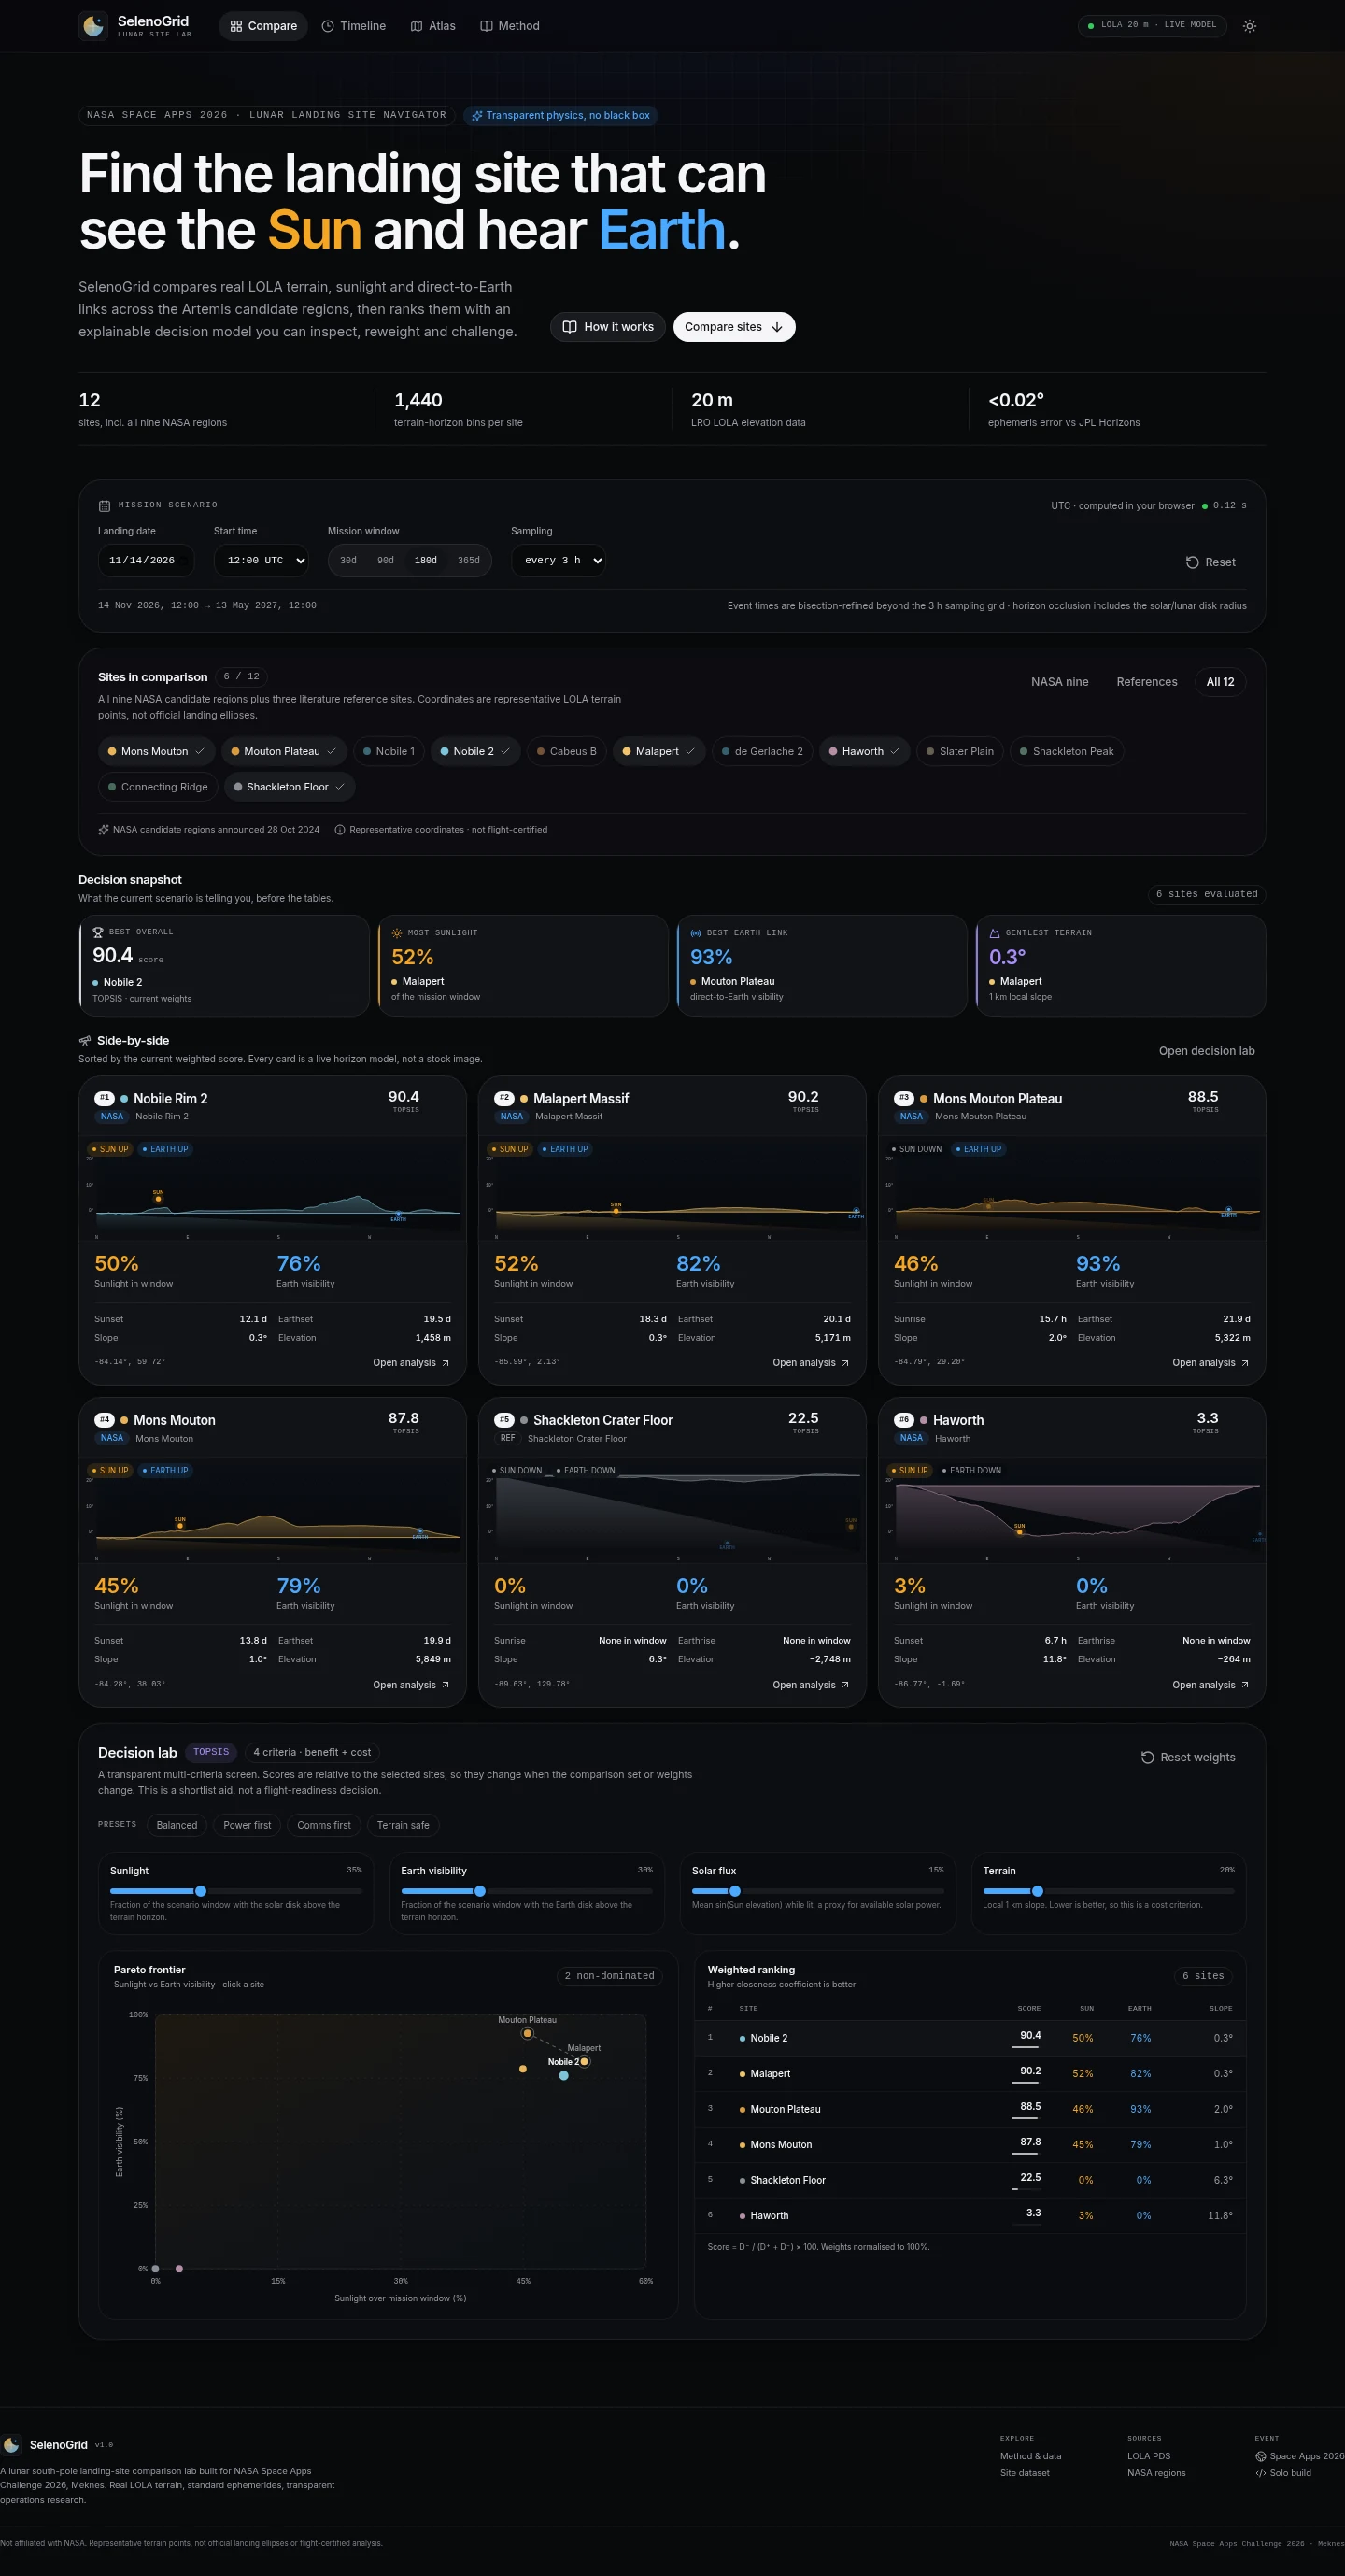 SelenoGrid
LUNAR SITE LAB
Compare
Timeline
Atlas
Method
LOLA 20 m · LIVE MODEL
NASA SPACE APPS 2026 · LUNAR LANDING SITE NAVIGATOR
Transparent physics, no black box
Find the landing site that can
see the Sun and hear Earth.
SelenoGrid compares real LOLA terrain, sunlight and direct-to-Earth
links across the Artemis candidate regions, then ranks them with an
explainable decision model you can inspect, reweight and challenge.
How it works
Compare sites
12
sites, incl. all nine NASA regions
1,440
terrain-horizon bins per site
20 m
LRO LOLA elevation data
<0.02°
ephemeris error vs JPL Horizons
MISSION SCENARIO
UTC · computed in your browser
0.12 s
Landing date
Start time
Mission window
Sampling
11/14/2026
12:00 UTC
30d
90d
180d
365d
every 3 h
Reset
14 Nov 2026, 12:00 → 13 May 2027, 12:00
Event times are bisection-refined beyond the 3 h sampling grid · horizon occlusion includes the solar/lunar disk radius
Sites in comparison
6 / 12
All nine NASA candidate regions plus three literature reference sites. Coordinates are representative LOLA terrain
points, not official landing ellipses.
NASA nine
References
All 12
Mons Mouton
Mouton Plateau
Nobile 1
Nobile 2
Cabeus B
Malapert
de Gerlache 2
Haworth
Slater Plain
Shackleton Peak
Connecting Ridge
Shackleton Floor
NASA candidate regions announced 28 Oct 2024
Representative coordinates · not flight-certified
Decision snapshot
What the current scenario is telling you, before the tables.
6 sites evaluated
BEST OVERALL
90.4 score
Nobile 2
TOPSIS · current weights
MOST SUNLIGHT
52%
Malapert
of the mission window
BEST EARTH LINK
93%
Mouton Plateau
direct-to-Earth visibility
GENTLEST TERRAIN
0.3°
Malapert
1 km local slope
Side-by-side
Sorted by the current weighted score. Every card is a live horizon model, not a stock image.
Open decision lab
#1
Nobile Rim 2
90.4
TOPSIS
NASA
Nobile Rim 2
SUN UP
EARTH UP
20°
10°
0°
SUN
EARTH
N
E
S
W
50%
Sunlight in window
76%
Earth visibility
Sunset
12.1 d
Earthset
19.5 d
Slope
0.3°
Elevation
1,458 m
-84.14°, 59.72°
Open analysis
#2
Malapert Massif
90.2
TOPSIS
NASA
Malapert Massif
SUN UP
EARTH UP
20°
10°
0°
SUN
EARTH
N
E
S
W
52%
Sunlight in window
82%
Earth visibility
Sunset
18.3 d
Earthset
20.1 d
Slope
0.3°
Elevation
5,171 m
-85.99°, 2.13°
Open analysis
#3
Mons Mouton Plateau
88.5
TOPSIS
NASA
Mons Mouton Plateau
SUN DOWN
EARTH UP
20°
10°
0°
SUN
EARTH
N
E
S
W
46%
Sunlight in window
93%
Earth visibility
Sunrise
15.7 h
Earthset
21.9 d
Slope
2.0°
Elevation
5,322 m
-84.79°, 29.20°
Open analysis
#4
Mons Mouton
87.8
TOPSIS
NASA
Mons Mouton
SUN UP
EARTH UP
20°
10°
0°
SUN
EARTH
N
E
S
W
45%
Sunlight in window
79%
Earth visibility
Sunset
13.8 d
Earthset
19.9 d
Slope
1.0°
Elevation
5,849 m
-84.28°, 38.03°
Open analysis
#5
Shackleton Crater Floor
22.5
TOPSIS
REF
Shackleton Crater Floor
SUN DOWN
EARTH DOWN
20°
10°
0°
SUN
EARTH
N
E
S
W
0%
Sunlight in window
0%
Earth visibility
Sunrise
None in window
Earthrise
None in window
Slope
6.3°
Elevation
−2,748 m
-89.63°, 129.78°
Open analysis
#6
Haworth
3.3
TOPSIS
NASA
Haworth
SUN UP
EARTH DOWN
20°
10°
0°
SUN
EARTH
N
E
S
W
3%
Sunlight in window
0%
Earth visibility
Sunset
6.7 h
Earthrise
None in window
Slope
11.8°
Elevation
−264 m
-86.77°, -1.69°
Open analysis
Decision lab
TOPSIS
4 criteria · benefit + cost
Reset weights
A transparent multi-criteria screen. Scores are relative to the selected sites, so they change when the comparison set or weights
change. This is a shortlist aid, not a flight-readiness decision.
PRESETS
Balanced
Power first
Comms first
Terrain safe
Sunlight
35%
Fraction of the scenario window with the solar disk above the
terrain horizon.
Earth visibility
30%
Fraction of the scenario window with the Earth disk above the
terrain horizon.
Solar flux
15%
Mean sin(Sun elevation) while lit, a proxy for available solar power.
Terrain
20%
Local 1 km slope. Lower is better, so this is a cost criterion.
Pareto frontier
Sunlight vs Earth visibility · click a site
2 non-dominated
100%
75%
50%
25%
0%
Earth visibility (%)
Mouton Plateau
Malapert
Nobile 2
0%
15%
30%
45%
60%
Sunlight over mission window (%)
Weighted ranking
Higher closeness coefficient is better
6 sites
# SITE SCORE SUN EARTH SLOPE
1 Nobile 2 90.4 50% 76% 0.3°
2 Malapert 90.2 52% 82% 0.3°
3 Mouton Plateau 88.5 46% 93% 2.0°
4 Mons Mouton 87.8 45% 79% 1.0°
5 Shackleton Floor 22.5 0% 0% 6.3°
6 Haworth 3.3 3% 0% 11.8°
Score = D⁻ / (D⁺ + D⁻) × 100. Weights normalised to 100%.
SelenoGrid v1.0
A lunar south-pole landing-site comparison lab built for NASA Space Apps
Challenge 2026, Meknes. Real LOLA terrain, standard ephemerides, transparent
operations research.
EXPLORE
Method & data
Site dataset
SOURCES
LOLA PDS
NASA regions
EVENT
Space Apps 2026
Solo build
Not affiliated with NASA. Representative terrain points, not official landing ellipses or flight-certified analysis.
NASA Space Apps Challenge 2026 · Meknes